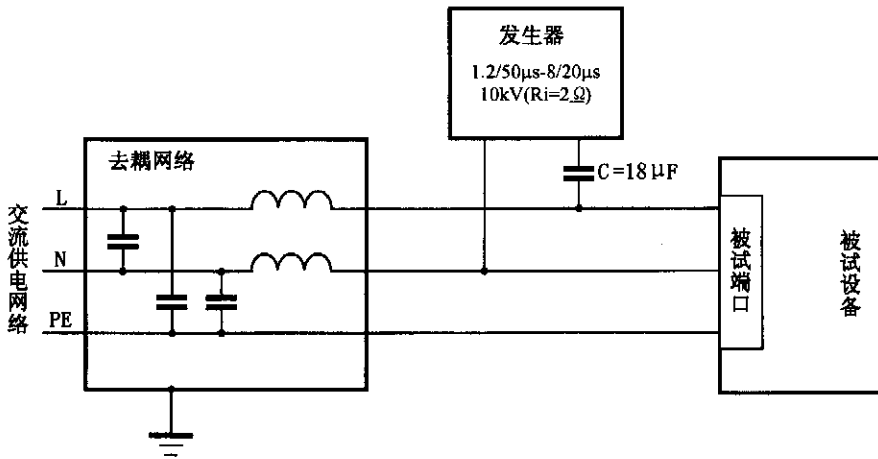 发生器
1.2/50μs-8/20μs
10kV(Ri=2Ω)
去耦网络
C=18μF
L
N
PE
交流供电网络
被试端口
被试设备